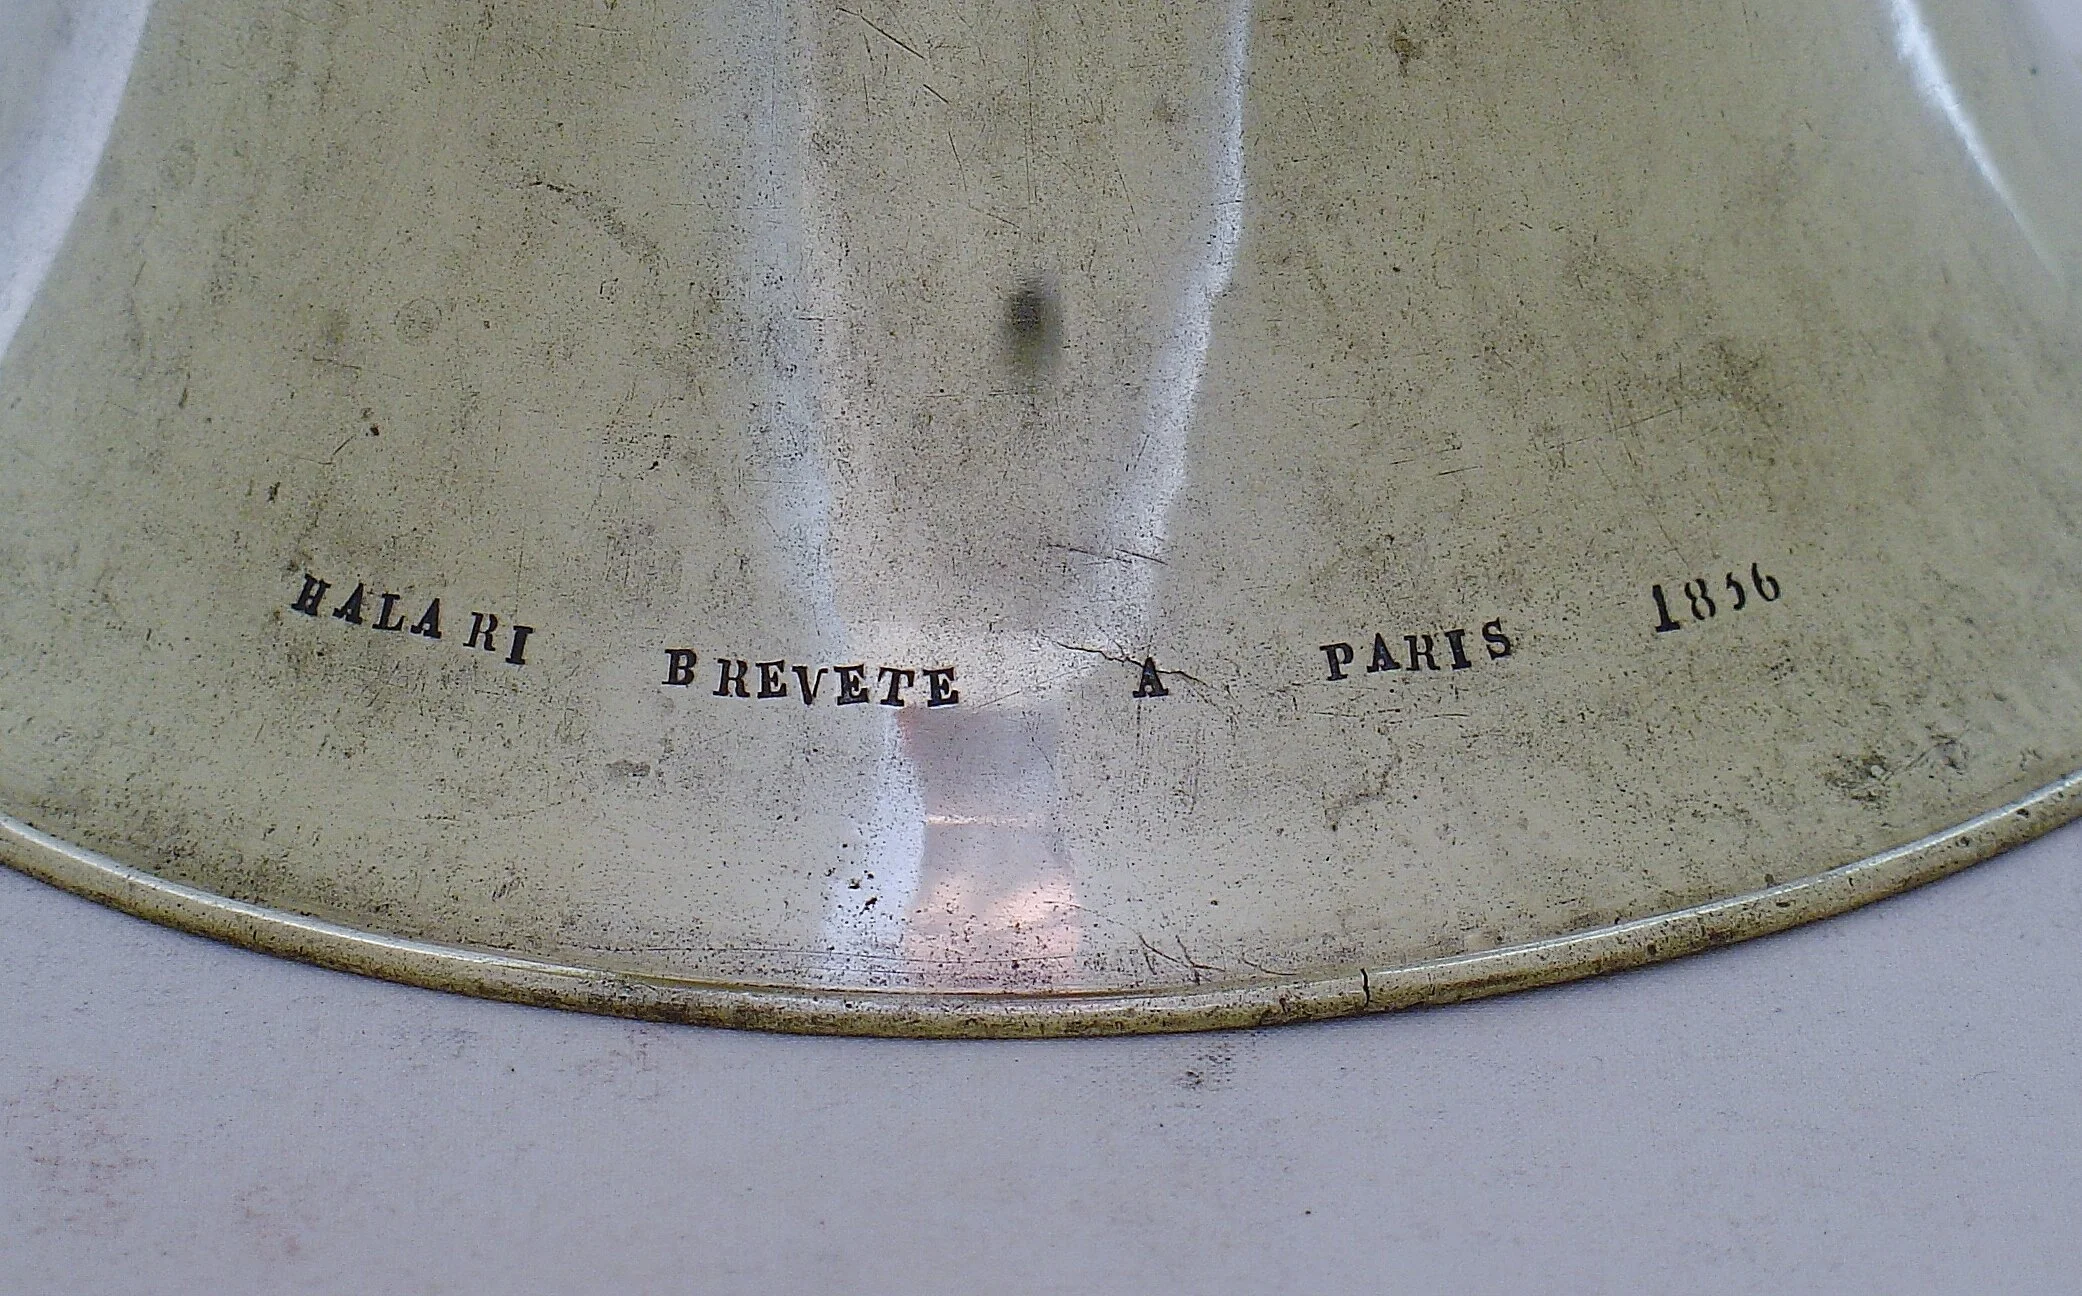 HALARI BREVETE A PARIS 1856